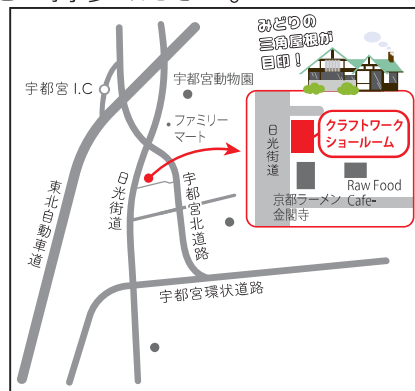 みどりの
三角屋根が
目印！
宇都宮 I.C
宇都宮動物園
ファミリー
マート
日光街道
宇都宮北道路
東北自動車道
宇都宮環状道路
日光街道
クラフトワーク
ショールーム
京都ラーメン
金閣寺
Raw Food
Cafe-